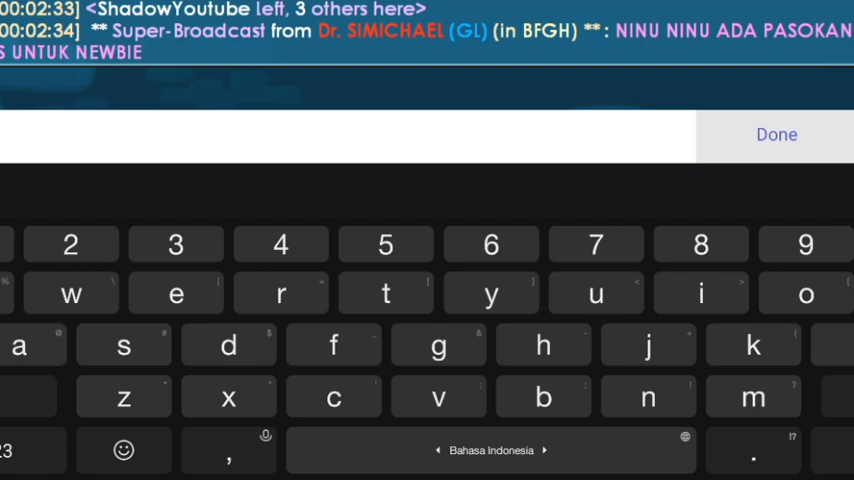 00:02:33] <ShadowYoutube left, 3 others here>
00:02:34] ** Super-Broadcast from Dr. SIMICHAEL (GL) (in BFGH) ** : NINU NINU ADA PASOKAN
S UNTUK NEWBIE
Done
2 3 4 5 6 7 8 9
% w \ e | r = t [ y ] u < i > o {
a @ s # d $ f _ g & h - j + k (
z * x " c ' v : b ; n ! m ?
23 , Bahasa Indonesia . !?